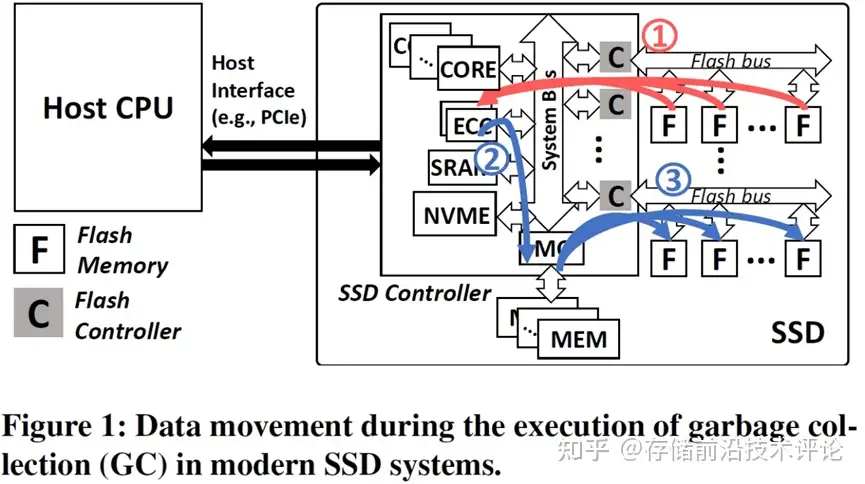 Host CPU
Host
Interface
(e.g., PCIe)
F
Flash
Memory
C
Flash
Controller
CORE
ECC
②
SRAM
NVME
MC
System Bus
C
C
...
C
①
Flash bus
F
F
...
F
...
③
Flash bus
F
F
...
F
SSD Controller
...
MEM
SSD
Figure 1: Data movement during the execution of garbage col-
lection (GC) in modern SSD systems.
知乎 @存储前沿技术评论